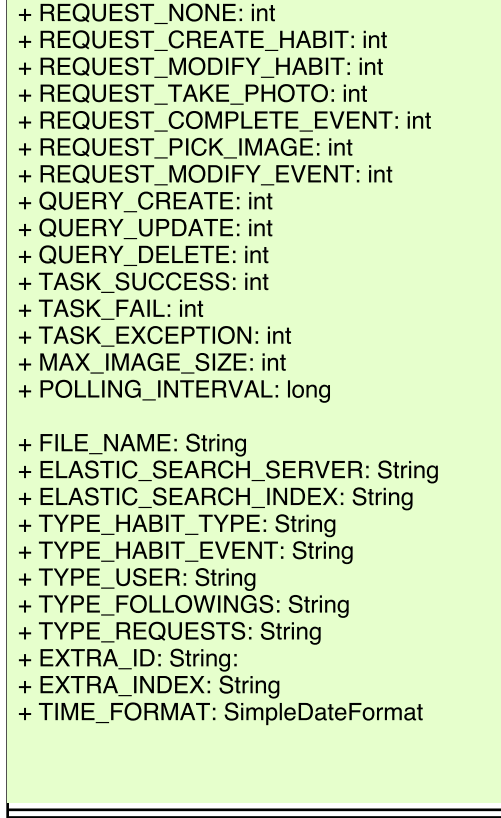 + REQUEST_NONE: int
+ REQUEST_CREATE_HABIT: int
+ REQUEST_MODIFY_HABIT: int
+ REQUEST_TAKE_PHOTO: int
+ REQUEST_COMPLETE_EVENT: int
+ REQUEST_PICK_IMAGE: int
+ REQUEST_MODIFY_EVENT: int
+ QUERY_CREATE: int
+ QUERY_UPDATE: int
+ QUERY_DELETE: int
+ TASK_SUCCESS: int
+ TASK_FAIL: int
+ TASK_EXCEPTION: int
+ MAX_IMAGE_SIZE: int
+ POLLING_INTERVAL: long
+ FILE_NAME: String
+ ELASTIC_SEARCH_SERVER: String
+ ELASTIC_SEARCH_INDEX: String
+ TYPE_HABIT_TYPE: String
+ TYPE_HABIT_EVENT: String
+ TYPE_USER: String
+ TYPE_FOLLOWINGS: String
+ TYPE_REQUESTS: String
+ EXTRA_ID: String:
+ EXTRA_INDEX: String
+ TIME_FORMAT: SimpleDateFormat